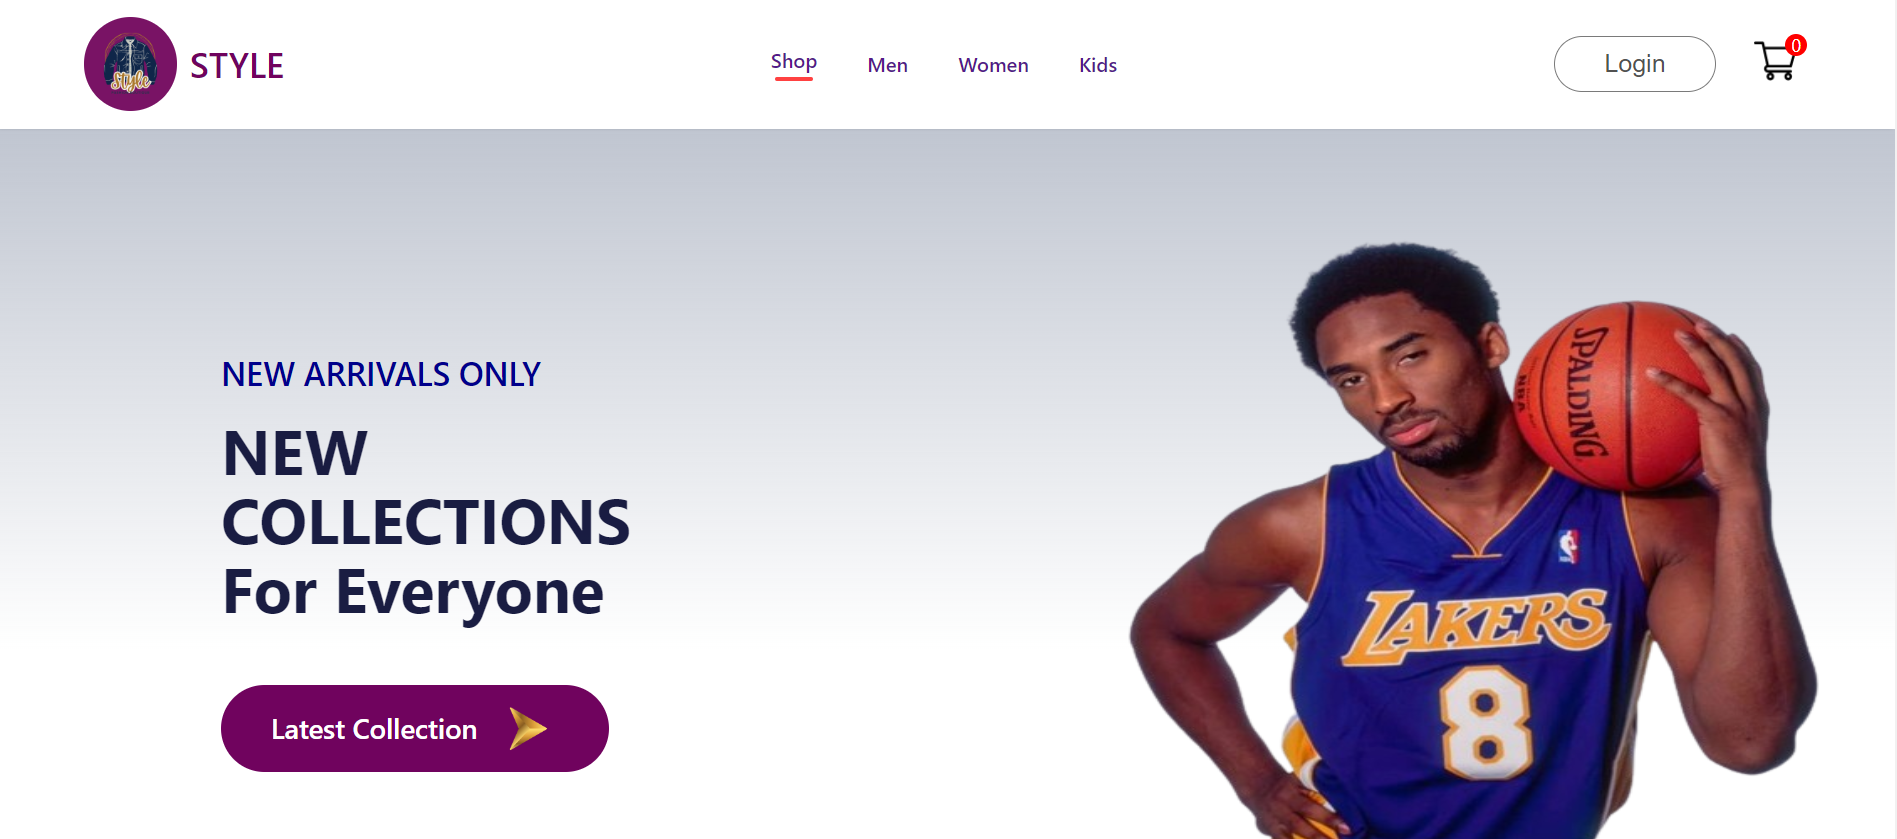 Style
STYLE
Shop
Men
Women
Kids
Login
0
NEW ARRIVALS ONLY
NEW
COLLECTIONS
For Everyone
Latest Collection
SPALDING
NBA
LAKERS
8